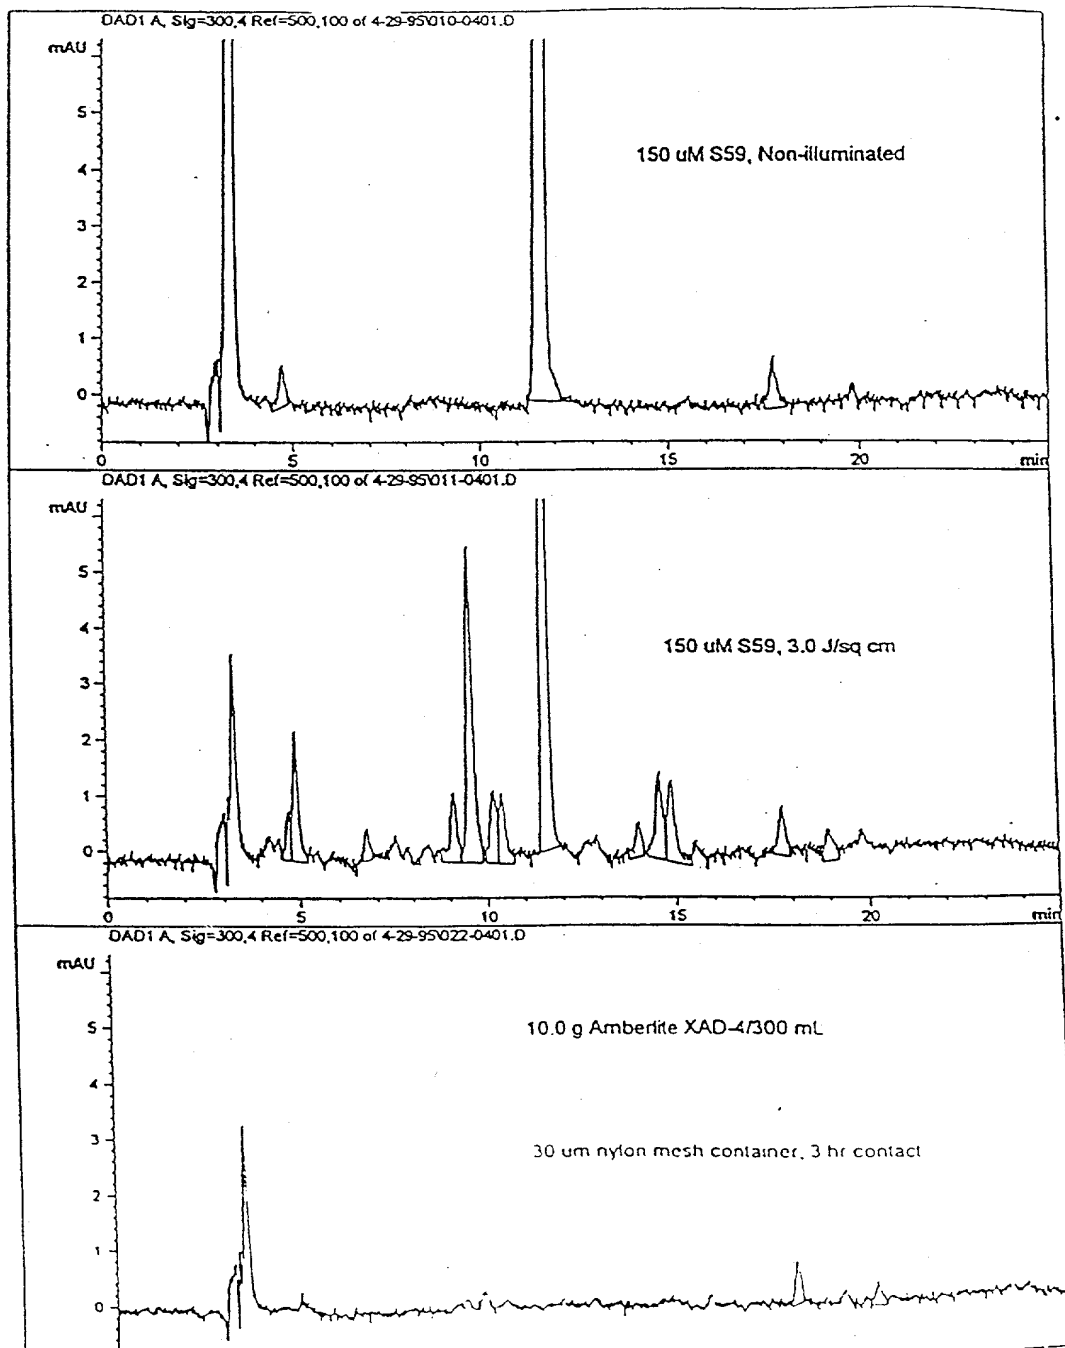 DAD1 A, Sig=300,4 Ref=500,100 of 4-29-95\010-0401.D
mAU
5
4
3
2
1
0
150 uM S59, Non-illuminated
5
10
15
20
min
DAD1 A, Sig=300,4 Ref=500,100 of 4-29-95\011-0401.D
mAU
5
4
3
2
1
0
150 uM S59, 3.0 J/sq cm
0
5
10
15
20
min
DAD1 A, Sig=300,4 Ref=500,100 of 4-29-95\022-0401.D
mAU
5
4
3
2
1
0
10.0 g Amberlite XAD-4/300 mL
30 um nylon mesh container, 3 hr contact